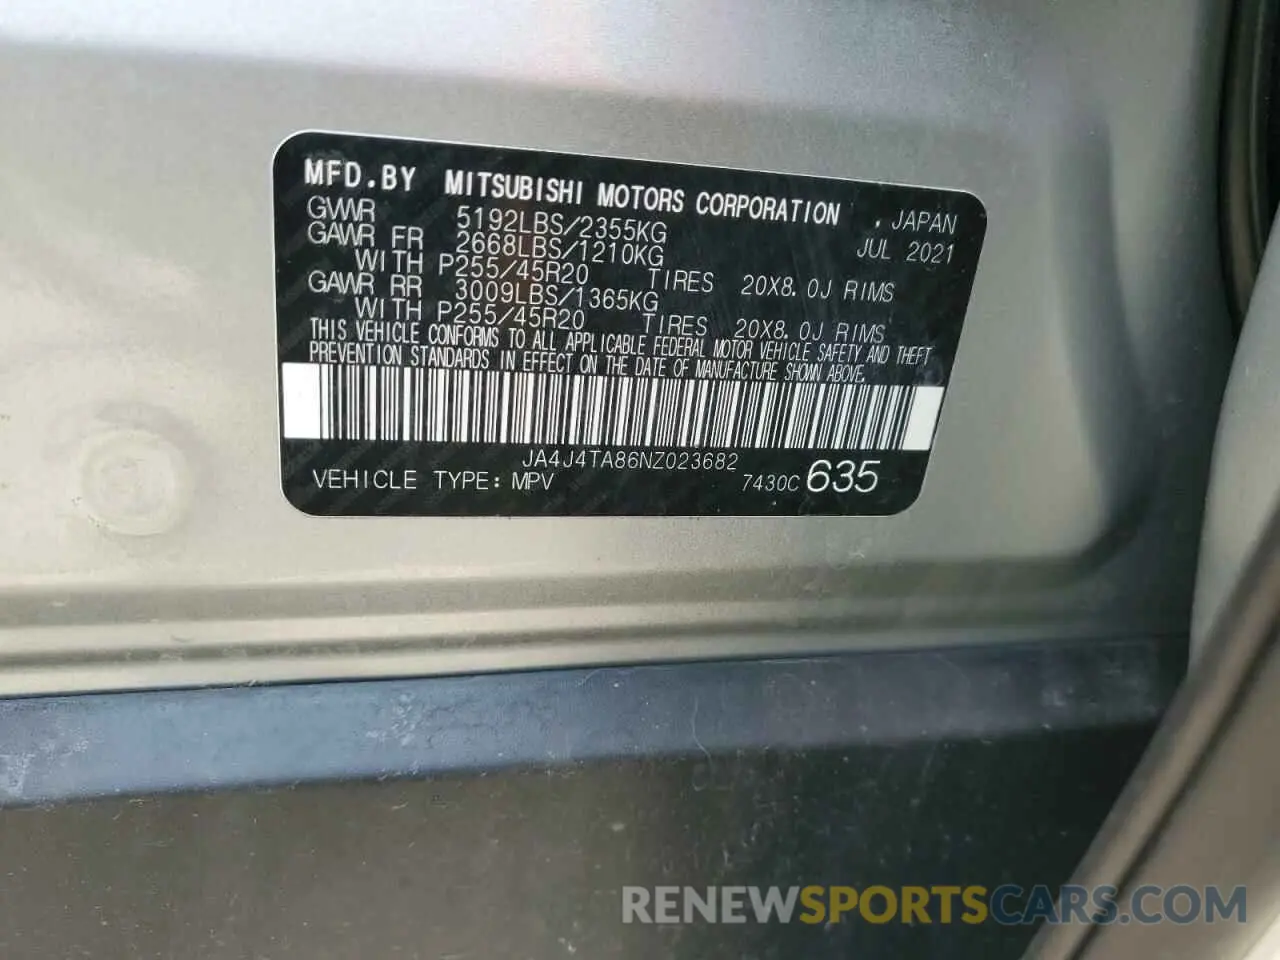 MFD.BY MITSUBISHI MOTORS CORPORATION . JAPAN
GVWR 5192LBS/2355KG JUL 2021
GAWR FR 2668LBS/1210KG
WITH P255/45R20 TIRES 20X8.0J RIMS
GAWR RR 3009LBS/1365KG
WITH P255/45R20 TIRES 20X8.0J RIMS
THIS VEHICLE CONFORMS TO ALL APPLICABLE FEDERAL MOTOR VEHICLE SAFETY AND THEFT
PREVENTION STANDARDS IN EFFECT ON THE DATE OF MANUFACTURE SHOWN ABOVE.
JA4J4TA86NZ023682
VEHICLE TYPE: MPV 7430C 635
RENEWSPORTSCARS.COM